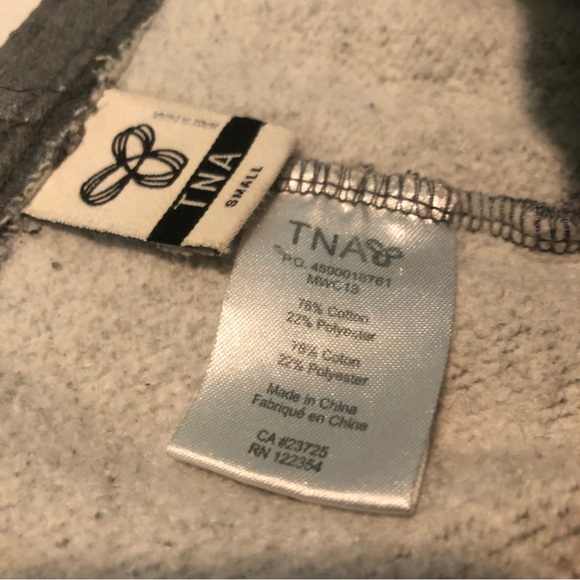 TNA
SMALL
TNA
P.O. 4500018761
MWC13
78% Cotton
22% Polyester
78% Coton
22% Polyester
Made in China
Fabriqué en Chine
CA #23725
RN 122354